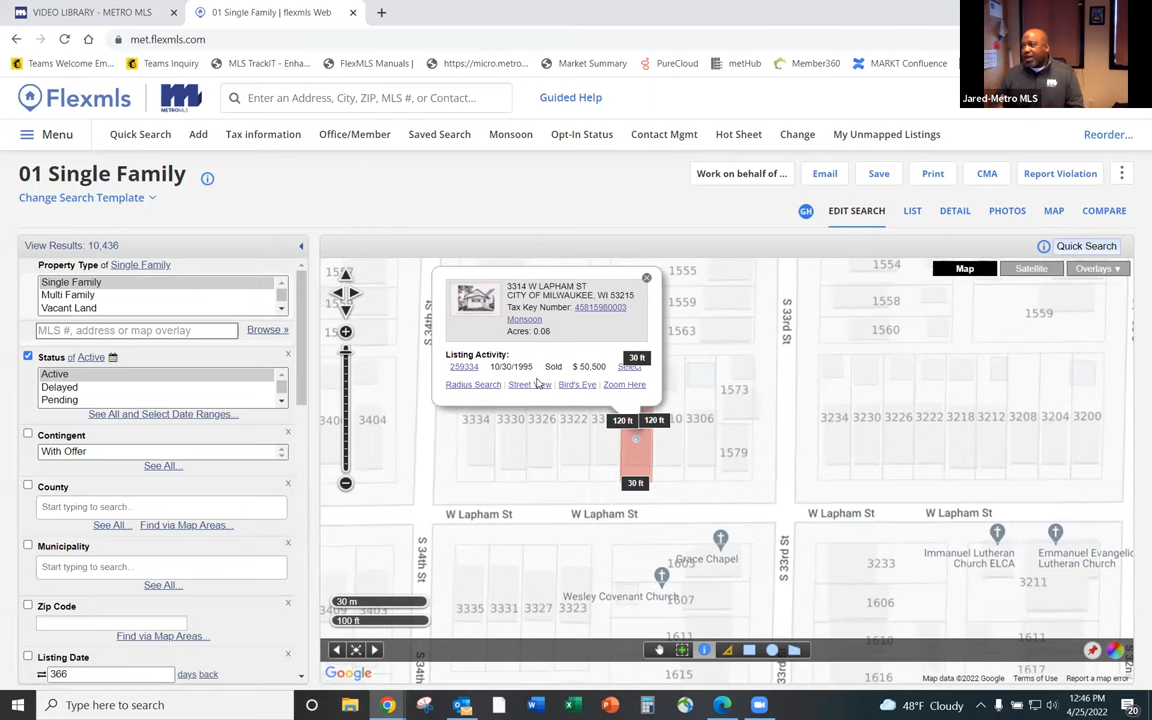 VIDEO LIBRARY - METRO MLS
01 Single Family | flexmls Web
met.flexmls.com
Teams Welcome Em...
Teams Inquiry
MLS TrackIT - Enha...
FlexMLS Manuals |
https://micro.metro...
Market Summary
PureCloud
metHub
Member360
MARKT Confluence
Jared-Metro MLS
Flexmls
METROMLS
Enter an Address, City, ZIP, MLS #, or Contact...
Guided Help
Menu
Quick Search
Add
Tax information
Office/Member
Saved Search
Monsoon
Opt-In Status
Contact Mgmt
Hot Sheet
Change
My Unmapped Listings
Reorder...
01 Single Family
Change Search Template
Work on behalf of ...
Email
Save
Print
CMA
Report Violation
GH
EDIT SEARCH
LIST
DETAIL
PHOTOS
MAP
COMPARE
View Results: 10,436
Quick Search
Property Type of Single Family
Single Family
Multi Family
Vacant Land
MLS #, address or map overlay
Browse »
Status of Active
Active
Delayed
Pending
See All and Select Date Ranges...
Contingent
With Offer
See All...
County
Start typing to search...
See All... Find via Map Areas...
Municipality
Start typing to search...
See All...
Zip Code
Find via Map Areas...
Listing Date
366 days back
Map
Satellite
Overlays
3314 W LAPHAM ST
CITY OF MILWAUKEE, WI 53215
Tax Key Number: 45815980003
Monsoon
Acres: 0.08
Listing Activity:
30 ft
259334 10/30/1995 Sold $ 50,500
Radius Search | Street View | Bird's Eye | Zoom Here
120 ft
120 ft
30 ft
S 34th St
1555
1559
1563
1573
1579
S 33rd St
1554
1560
1559
3404
3334
3330
3326
3322
3306
3234
3230
3226
3222
3218
3212
3208
3204
3200
W Lapham St
W Lapham St
W Lapham St
W Lapham St
S 34th St
S 33rd St
Grace Chapel
Wesley Covenant Church
1607
1611
1615
Immanuel Lutheran
Church ELCA
Emmanuel Evangelic
Lutheran Church
3233
3211
1606
1616
3403
3335
3331
3327
3323
30 m
100 ft
Google
Map data ©2022 Google
Terms of Use
Report a map error
Type here to search
48°F Cloudy
12:46 PM
4/25/2022
20